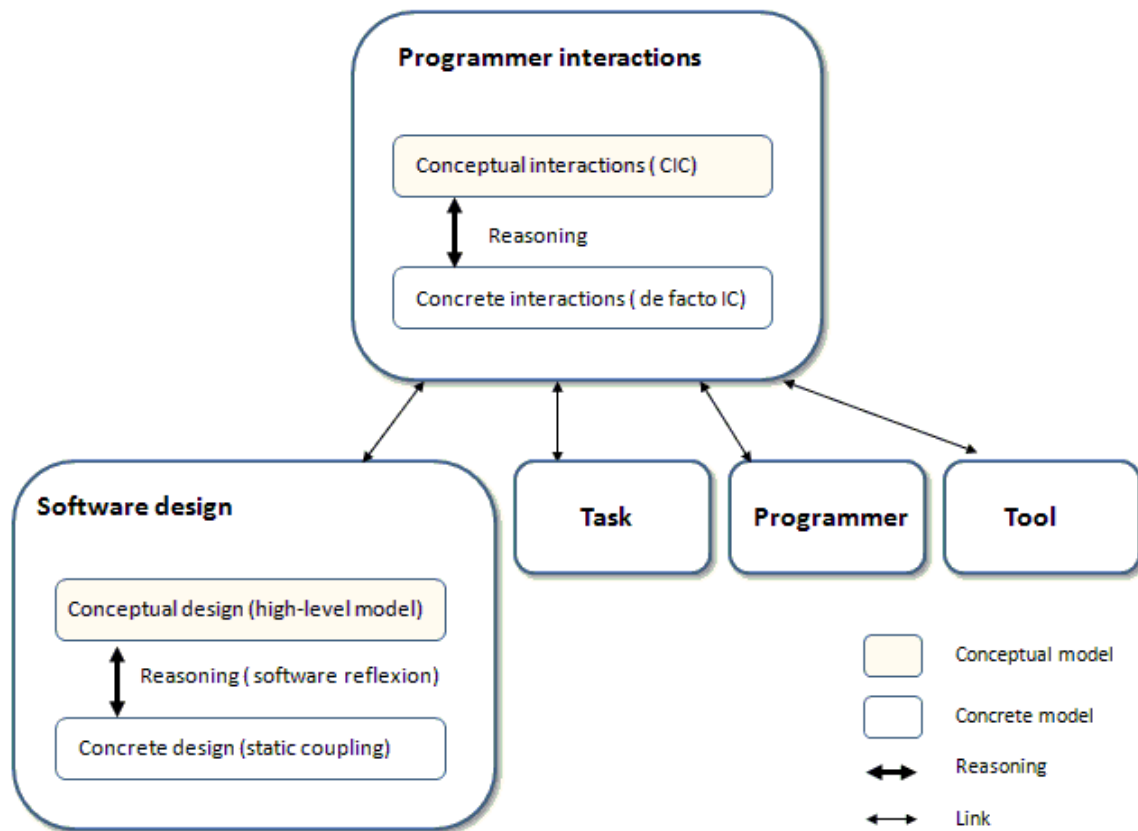 Programmer interactions
Conceptual interactions ( CIC)
Reasoning
Concrete interactions ( de facto IC)
Software design
Task
Programmer
Tool
Conceptual design (high-level model)
Reasoning ( software reflexion)
Concrete design (static coupling)
Conceptual model
Concrete model
Reasoning
Link